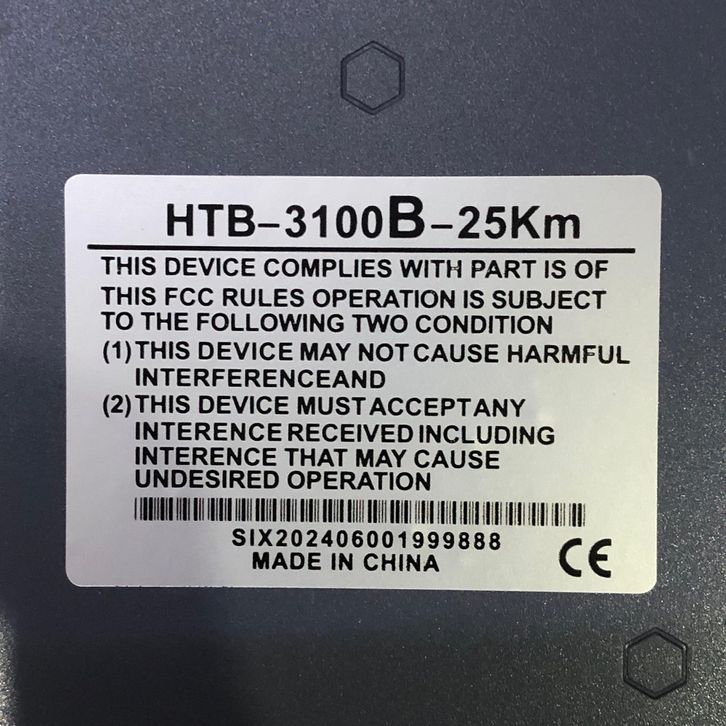 HTB-3100B-25Km
THIS DEVICE COMPLIES WITH PART IS OF
THIS FCC RULES OPERATION IS SUBJECT
TO THE FOLLOWING TWO CONDITION
(1) THIS DEVICE MAY NOT CAUSE HARMFUL
INTERFERENCEAND
(2) THIS DEVICE MUST ACCEPTANY
INTERENCE RECEIVED INCLUDING
INTERENCE THAT MAY CAUSE
UNDESIRED OPERATION
SIX202406001999888
MADE IN CHINA
CE